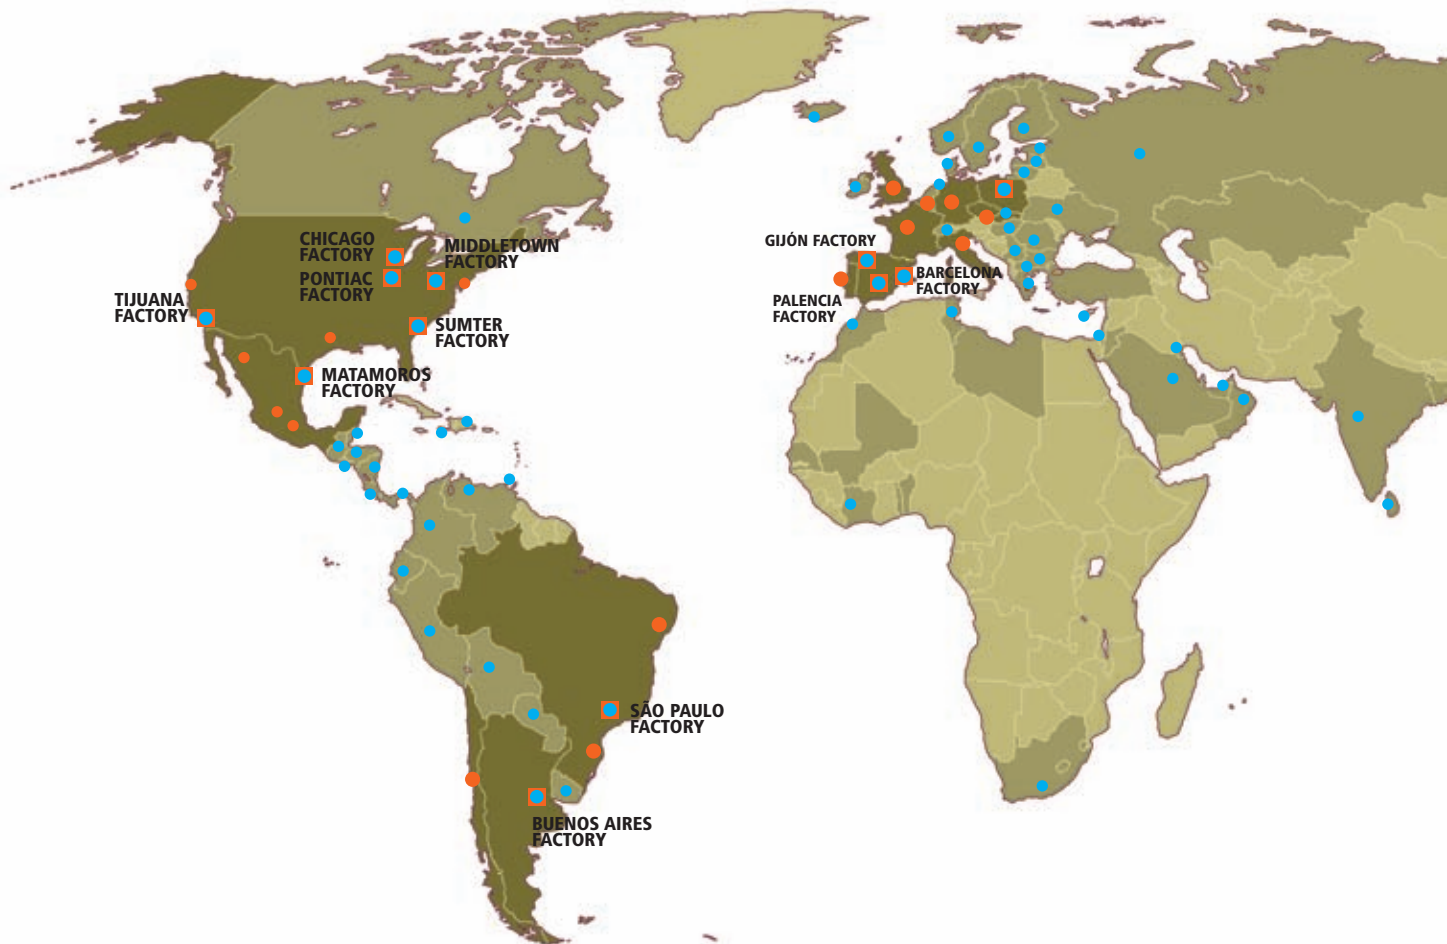 CHICAGO
FACTORY
PONTIAC
FACTORY
MIDDLETOWN
FACTORY
TIJUANA
FACTORY
SUMTER
FACTORY
MATAMOROS
FACTORY
GIJÓN FACTORY
BARCELONA
FACTORY
PALENCIA
FACTORY
SÃO PAULO
FACTORY
BUENOS AIRES
FACTORY